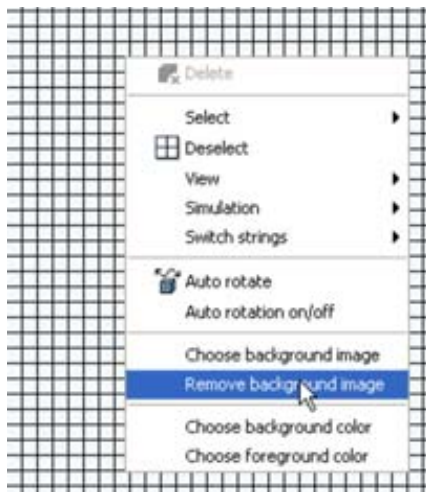 Delete
Select
Deselect
View
Simulation
Switch strings
Auto rotate
Auto rotation on/off
Choose background image
Remove background image
Choose background color
Choose foreground color